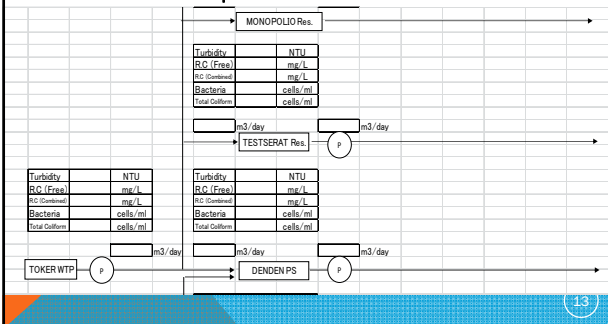 MONOPOLIO Res.
Turbidity NTU
R.C (Free) mg/L
R.C (Combined) mg/L
Bacteria cells/ml
Total Coliform cells/ml
m3/day m3/day
TESTSERAT Res. P
Turbidity NTU Turbidity NTU
R.C (Free) mg/L R.C (Free) mg/L
R.C (Combined) mg/L R.C (Combined) mg/L
Bacteria cells/ml Bacteria cells/ml
Total Coliform cells/ml Total Coliform cells/ml
m3/day m3/day m3/day
TOKER WTP P DENDEN PS P
13